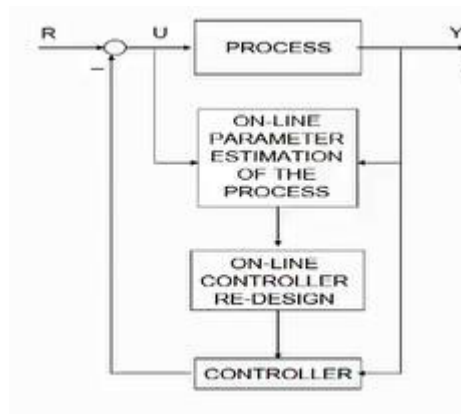 R
U
PROCESS
Y
–
ON-LINE
PARAMETER
ESTIMATION
OF THE
PROCESS
ON-LINE
CONTROLLER
RE-DESIGN
CONTROLLER